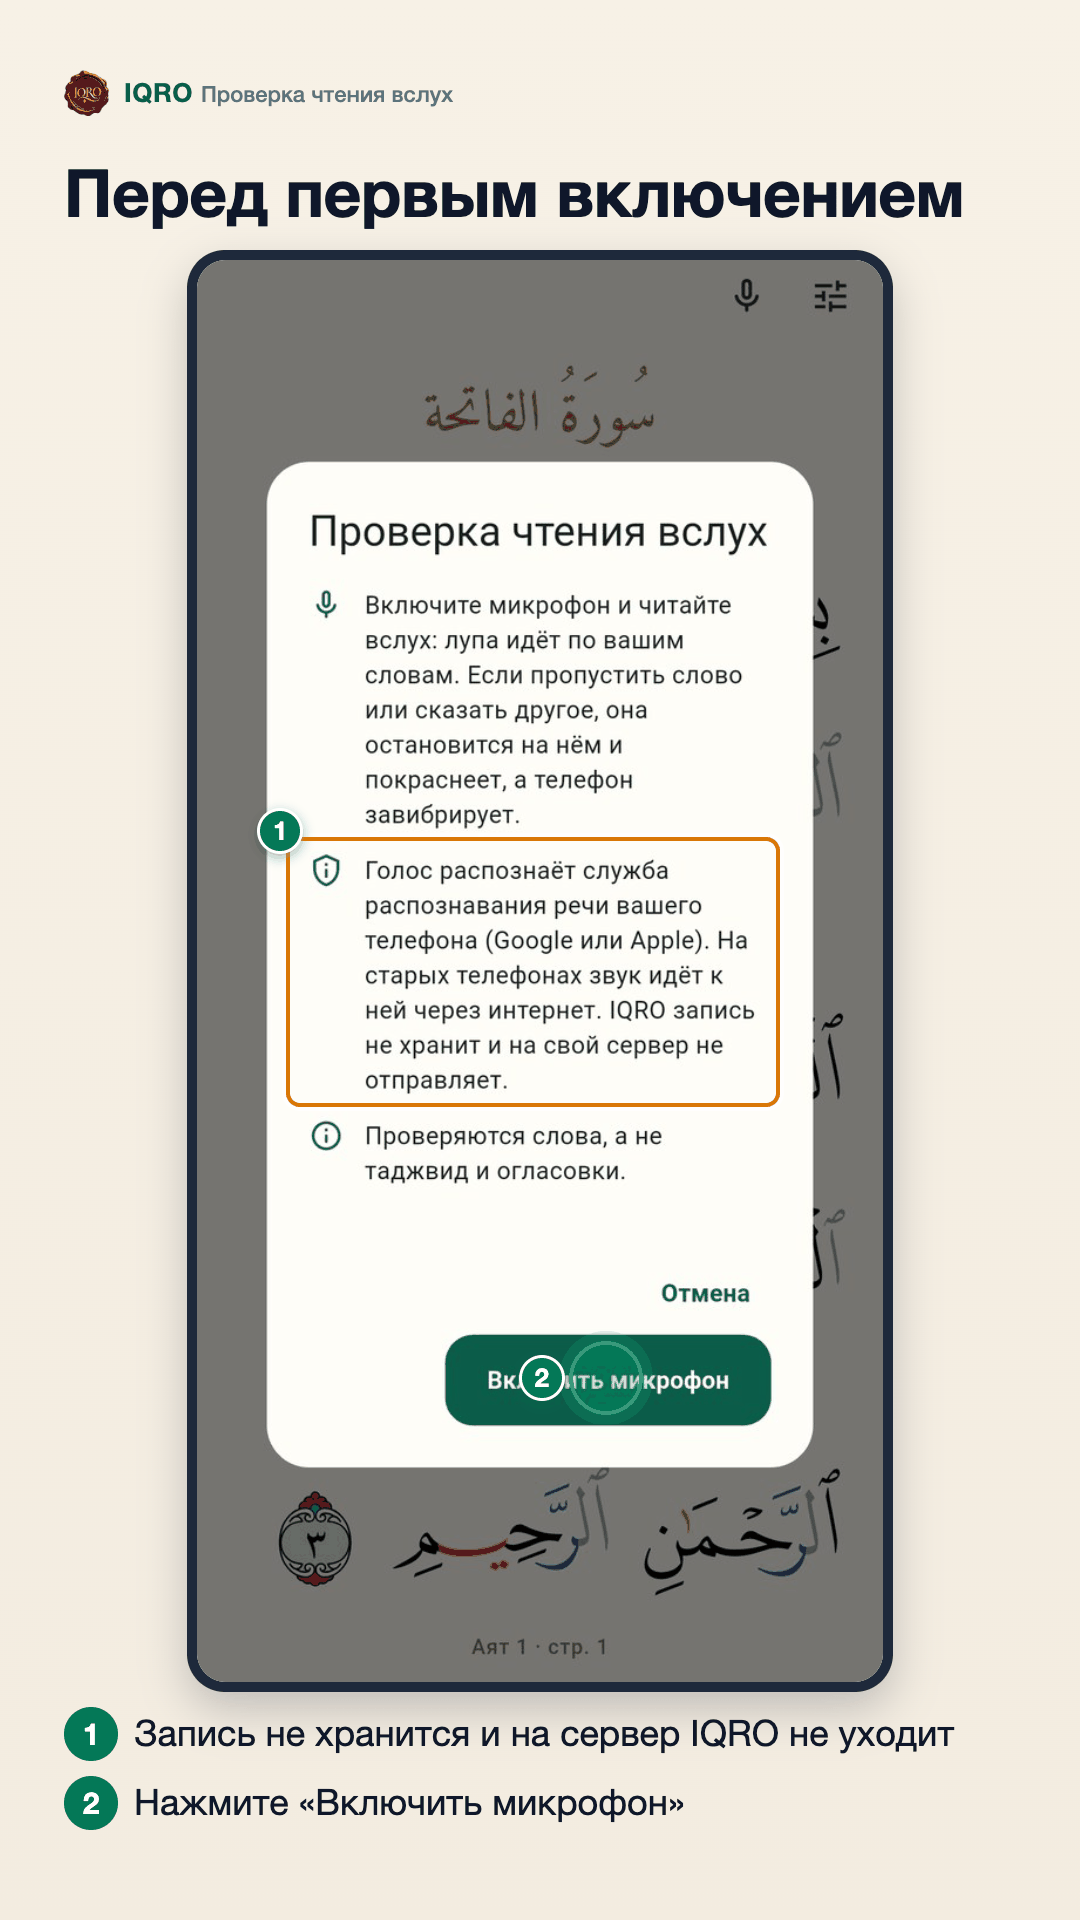 IQRO
IQRO Проверка чтения вслух
Перед первым включением
سُورَةُ الفاتحة
Проверка чтения вслух
Включите микрофон и читайте
вслух: лупа идёт по вашим
словам. Если пропустить слово
или сказать другое, она
остановится на нём и
покраснеет, а телефон
завибрирует.
1
Голос распознаёт служба
распознавания речи вашего
телефона (Google или Apple). На
старых телефонах звук идёт к
ней через интернет. IQRO запись
не хранит и на свой сервер не
отправляет.
Проверяются слова, а не
таджвид и огласовки.
Отмена
2
микрофон
ٱلرَّحْمَٰنِ ٱلرَّحِيمِ ٣
Аят 1 · стр. 1
1 Запись не хранится и на сервер IQRO не уходит
2 Нажмите «Включить микрофон»